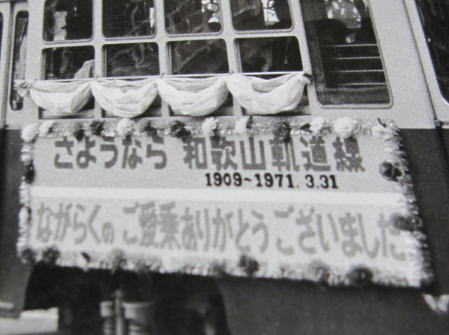 さようなら 和歌山軌道線
1909~1971.3.31
ながらくの ご愛乗ありがとうございました